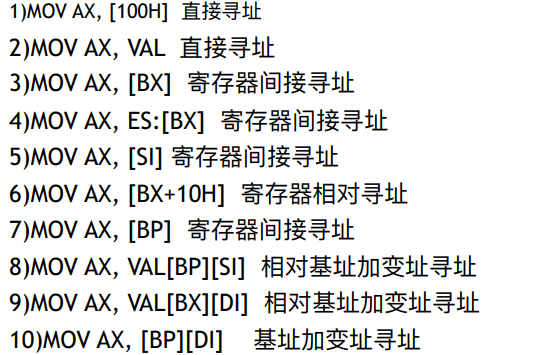 1)MOV AX, [100H]  直接寻址
2)MOV AX, VAL  直接寻址
3)MOV AX, [BX]  寄存器间接寻址
4)MOV AX, ES:[BX]  寄存器间接寻址
5)MOV AX, [SI] 寄存器间接寻址
6)MOV AX, [BX+10H]  寄存器相对寻址
7)MOV AX, [BP]  寄存器间接寻址
8)MOV AX, VAL[BP][SI]  相对基址加变址寻址
9)MOV AX, VAL[BX][DI]  相对基址加变址寻址
10)MOV AX, [BP][DI]    基址加变址寻址